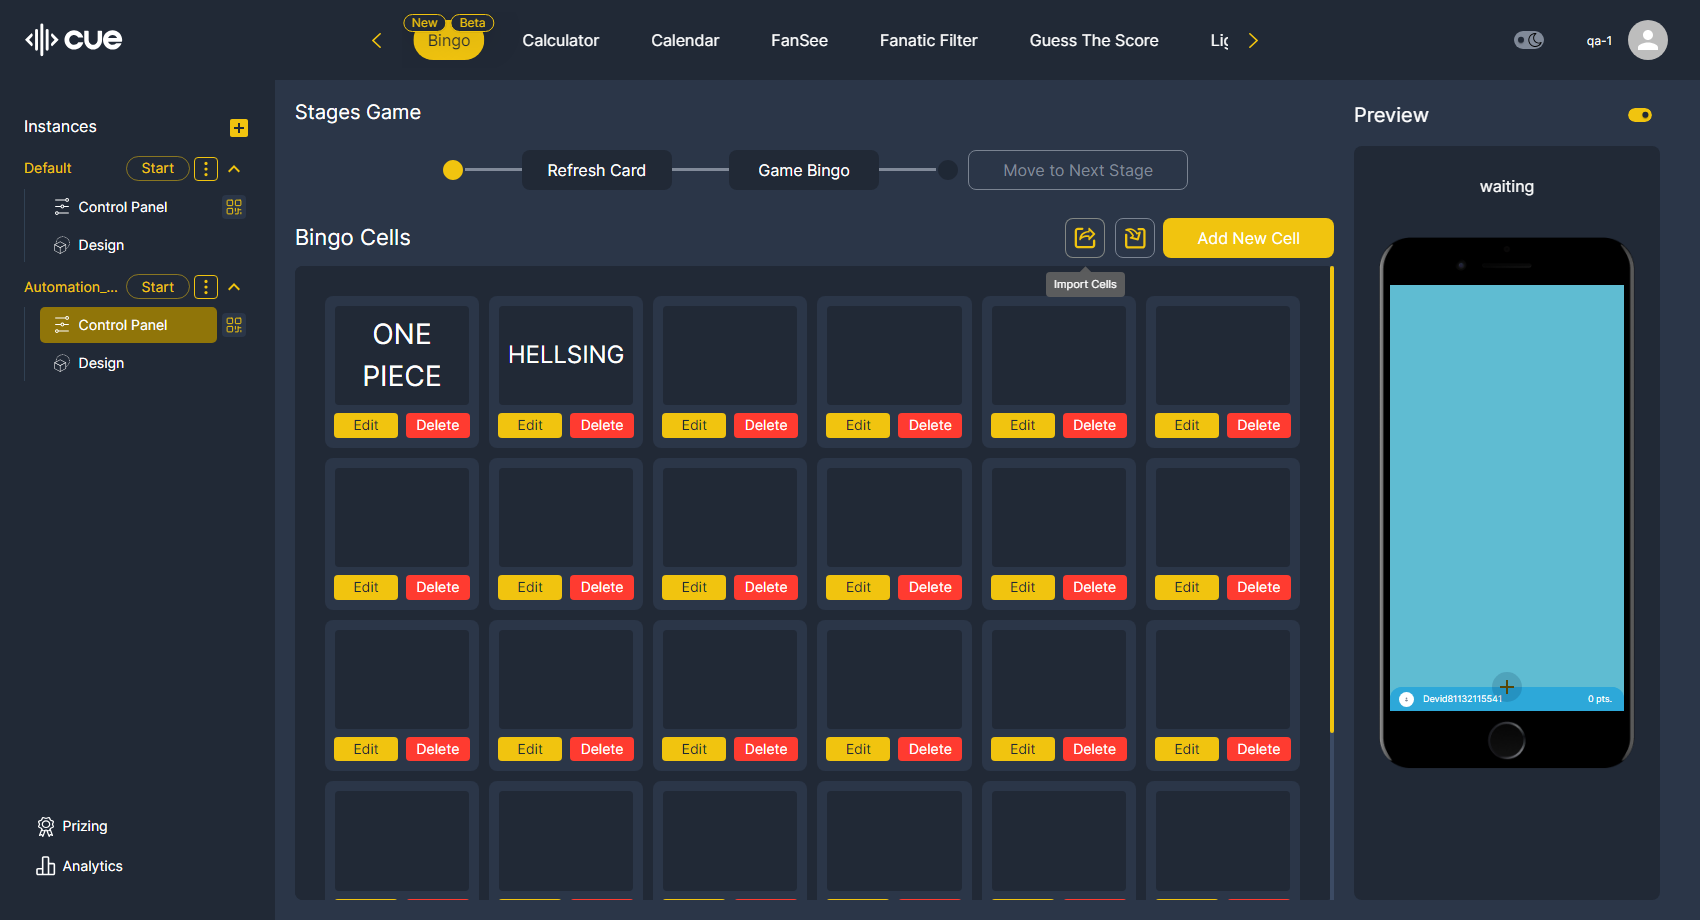 cue
New
Beta
Bingo
Calculator
Calendar
FanSee
Fanatic Filter
Guess The Score
qa-1
Instances
Default
Start
Control Panel
Design
Automation_...
Start
Control Panel
Design
Prizing
Analytics
Stages Game
Refresh Card
Game Bingo
Move to Next Stage
Bingo Cells
Add New Cell
Import Cells
ONE
PIECE
HELLSING
Edit Delete Edit Delete Edit Delete Edit Delete Edit Delete Edit Delete
Edit Delete Edit Delete Edit Delete Edit Delete Edit Delete Edit Delete
Edit Delete Edit Delete Edit Delete Edit Delete Edit Delete Edit Delete
Preview
waiting
Devid81132115541
0 pts.